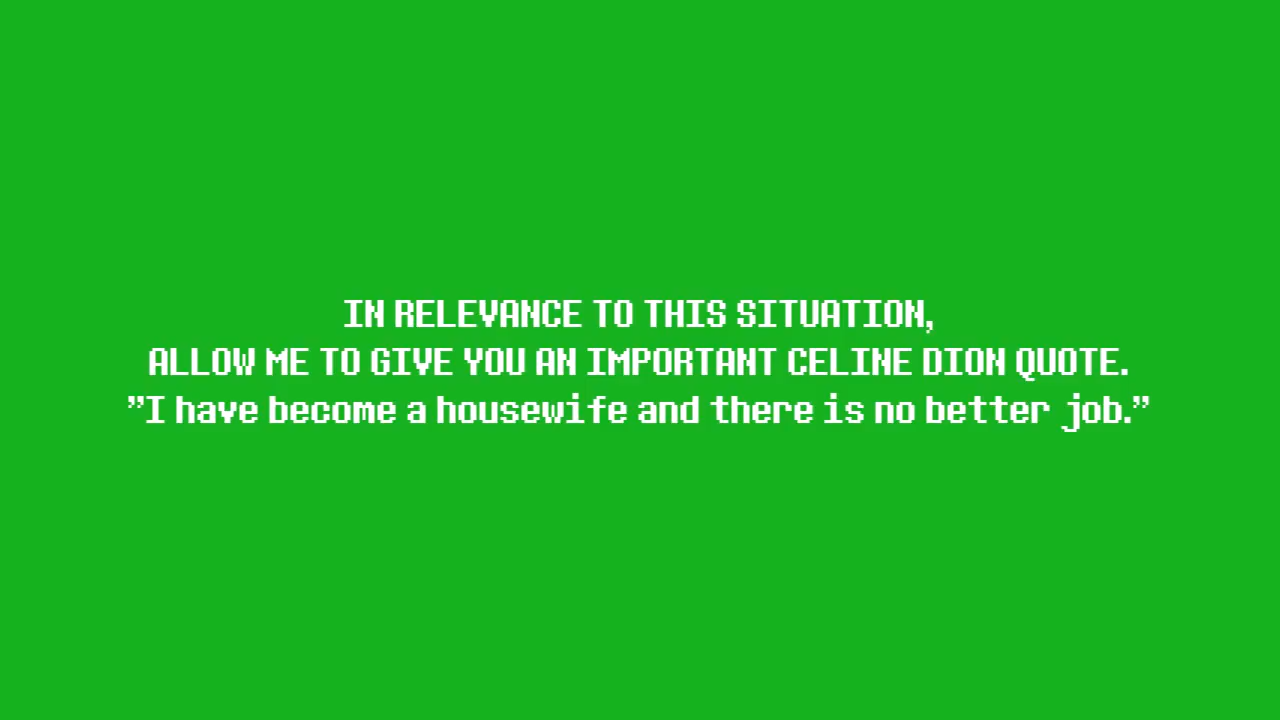 IN RELEVANCE TO THIS SITUATION,
ALLOW ME TO GIVE YOU AN IMPORTANT CELINE DION QUOTE.
”I have become a housewife and there is no better job.”